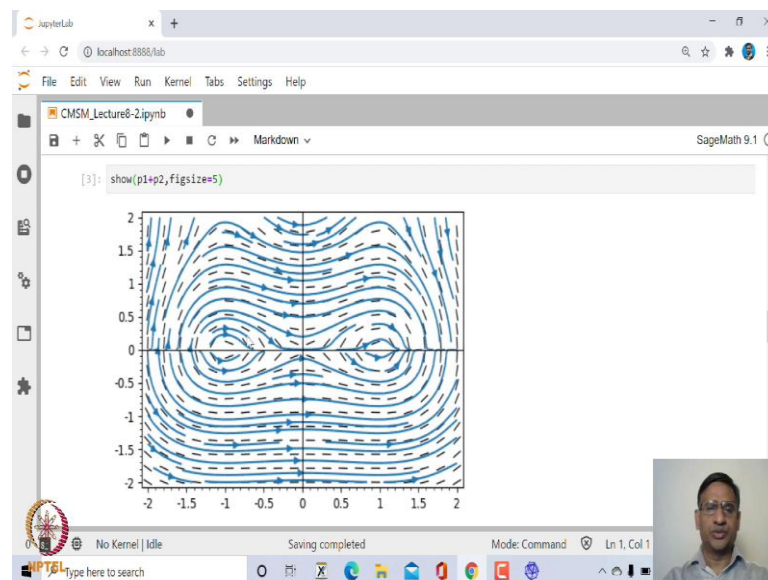 JupyterLab
localhost:8888/lab
File Edit View Run Kernel Tabs Settings Help
CMSM_Lecture8-2.ipynb
Markdown
SageMath 9.1
[3]: show(p1+p2,figsize=5)
2
1.5
1
0.5
0
-0.5
-1
-1.5
-2
-2 -1.5 -1 -0.5 0 0.5 1 1.5 2
No Kernel | Idle Saving completed Mode: Command Ln 1, Col 1
NPTEL Type here to search